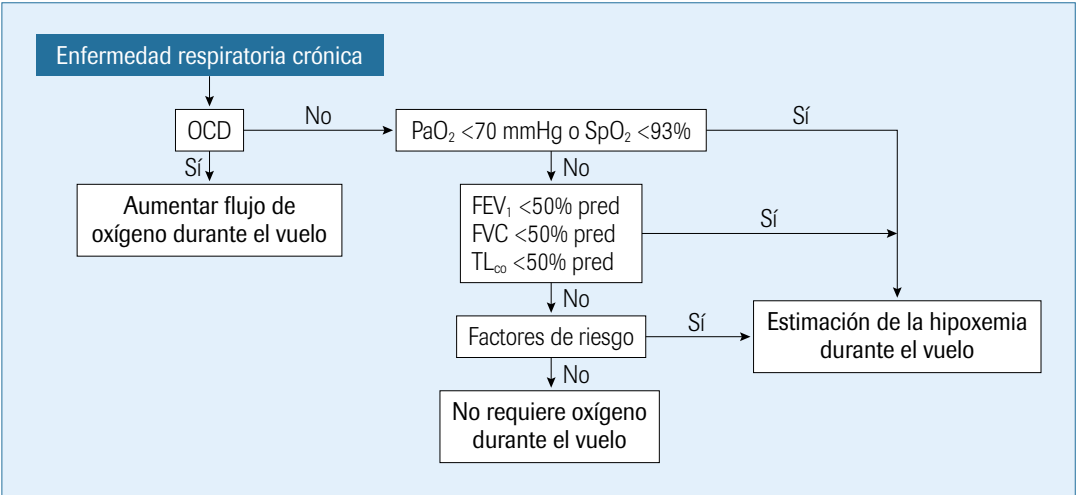 Enfermedad respiratoria crónica
OCD
No
PaO₂ <70 mmHg o SpO₂ <93%
Sí
Sí
No
Aumentar flujo de
oxígeno durante el vuelo
FEV₁ <50% pred
FVC <50% pred
TLco <50% pred
Sí
No
Factores de riesgo
Sí
Estimación de la hipoxemia
durante el vuelo
No
No requiere oxígeno
durante el vuelo